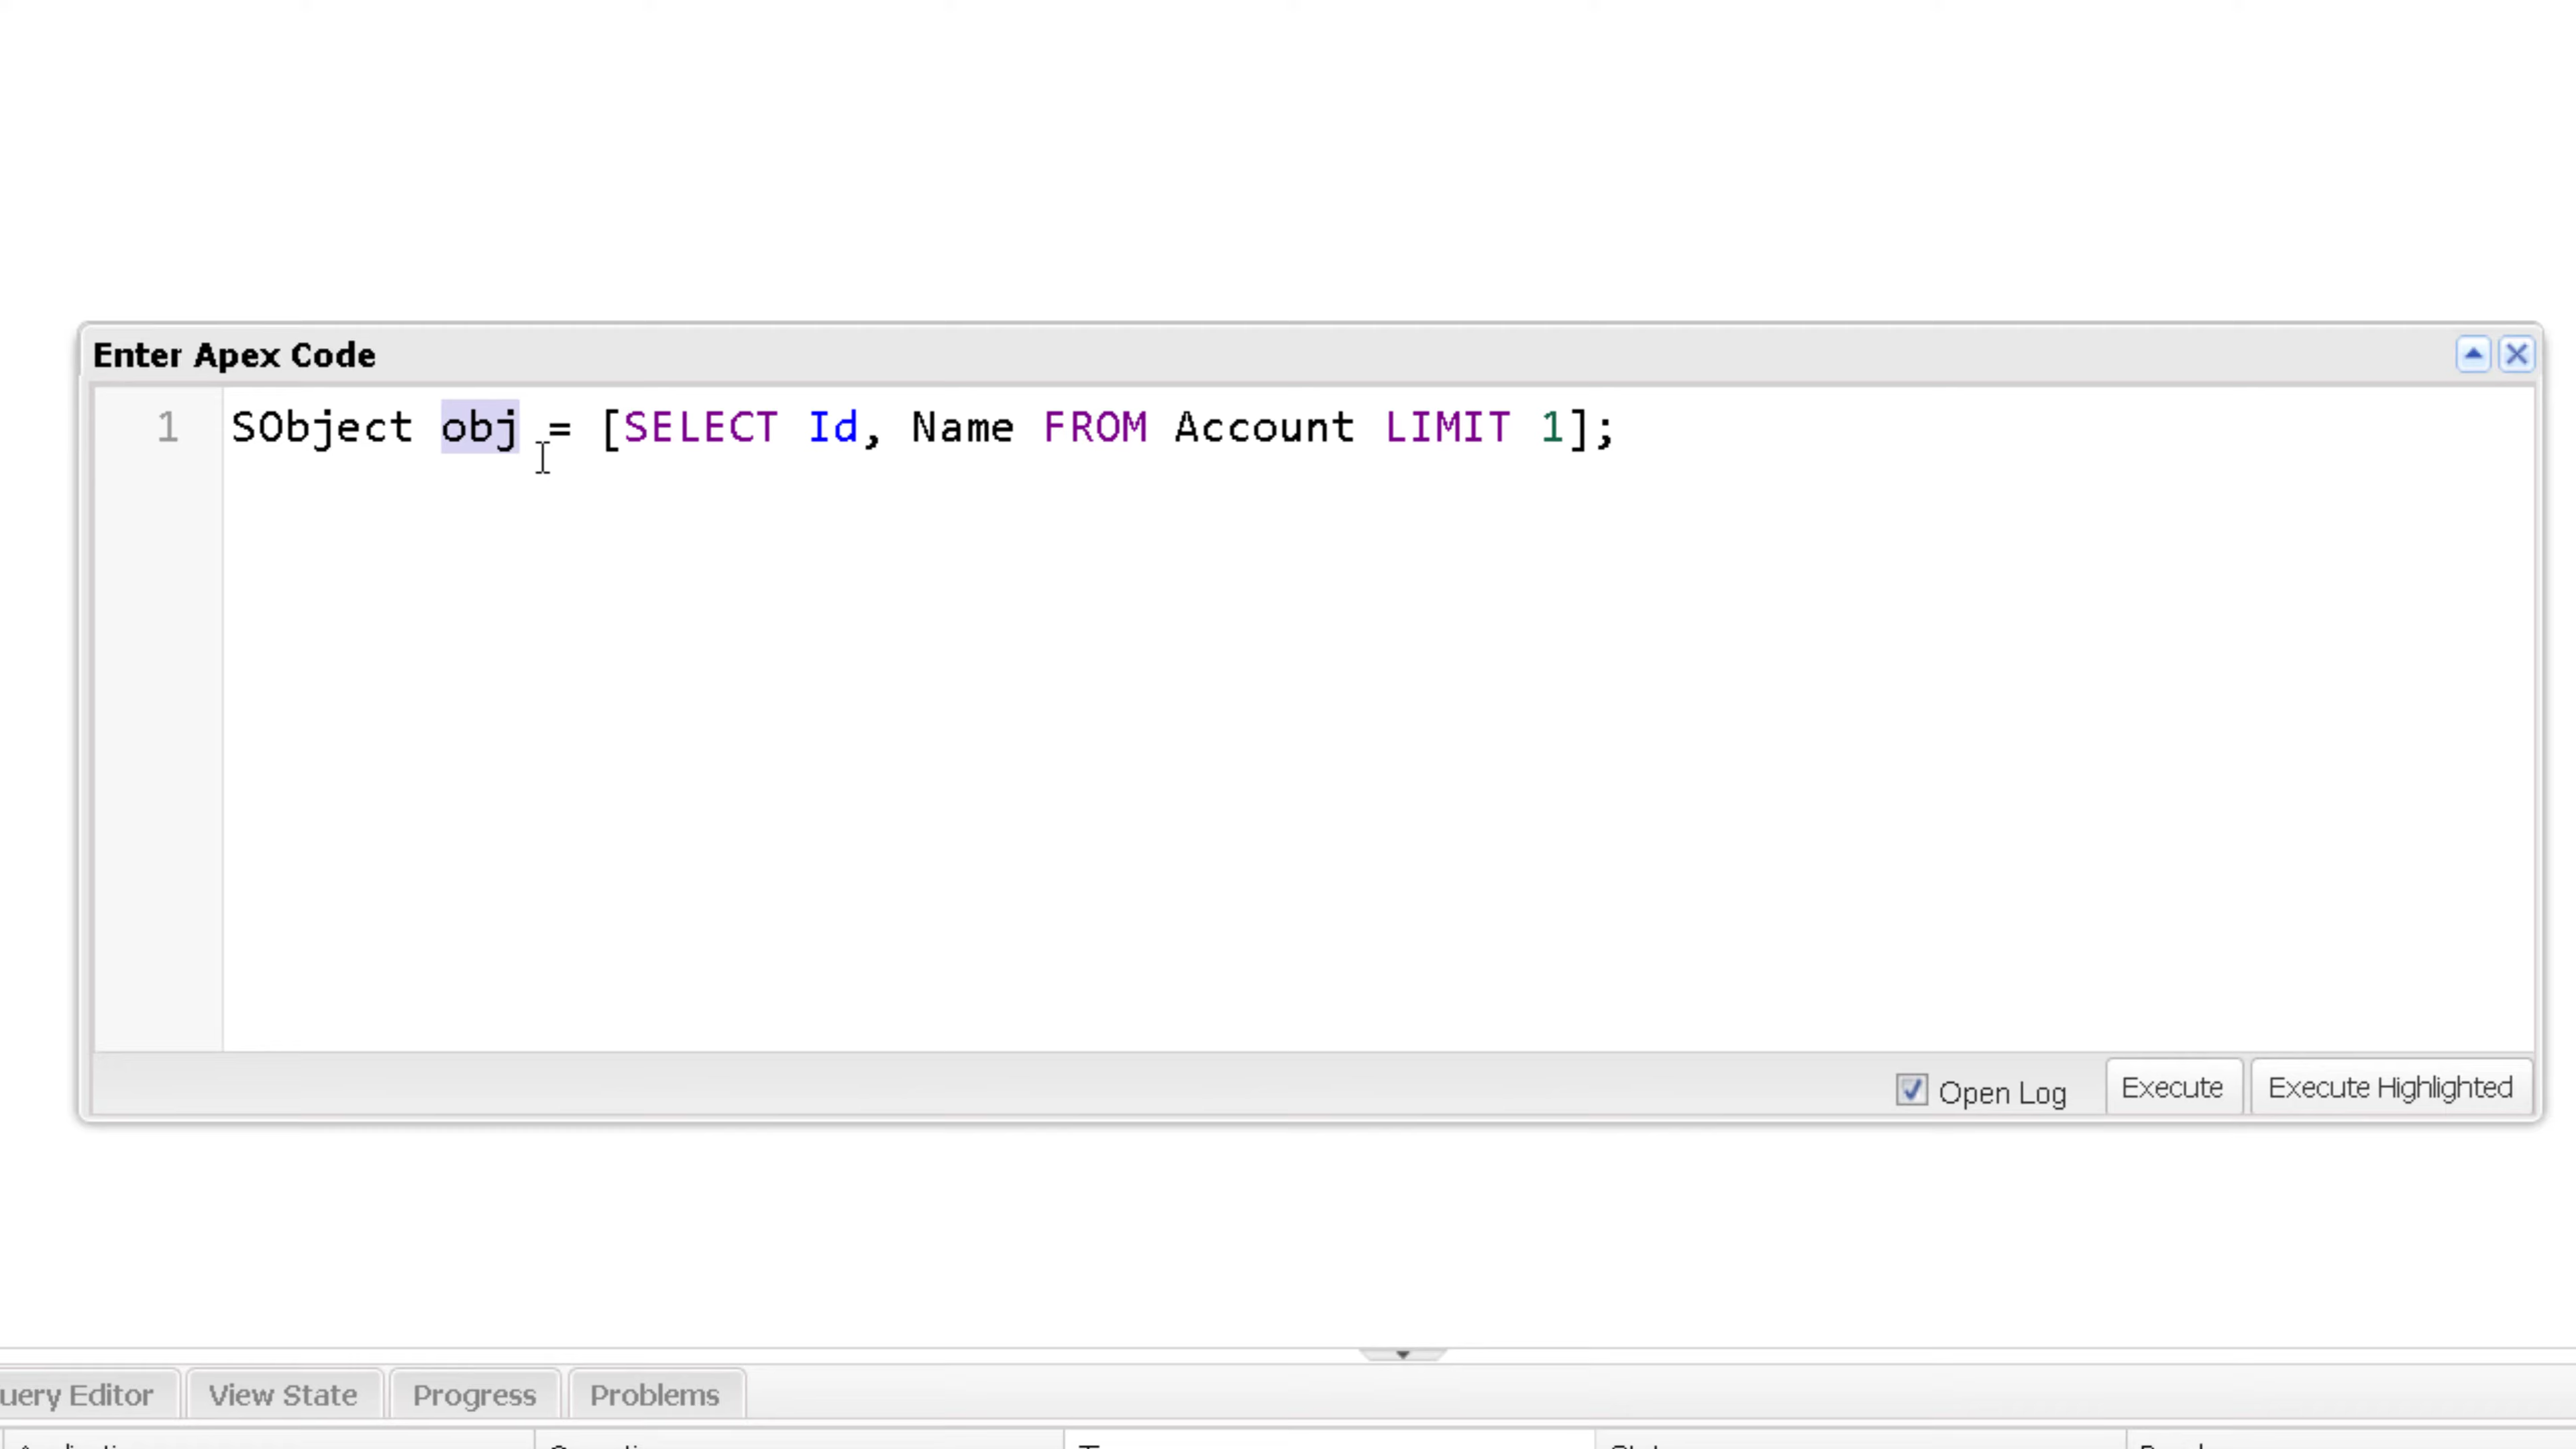 Enter Apex Code
1 SObject obj = [SELECT Id, Name FROM Account LIMIT 1];
Open Log Execute Execute Highlighted
uery Editor View State Progress Problems